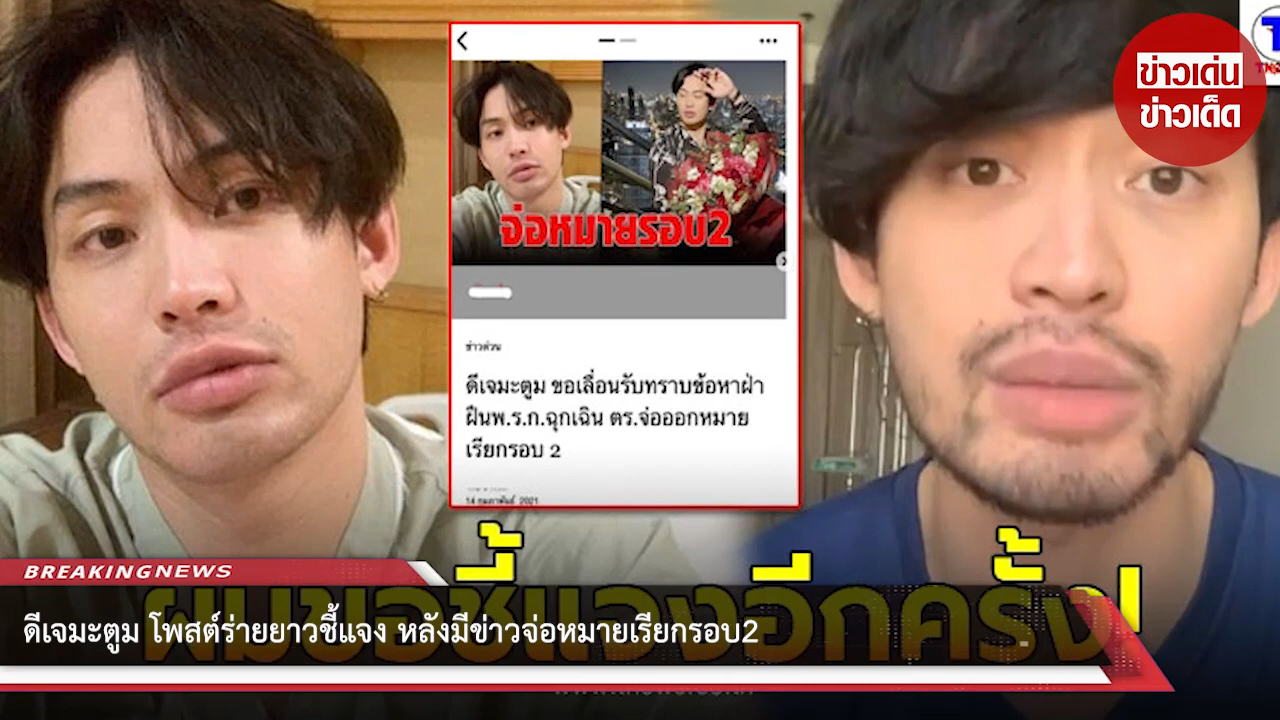 ข่าวเด่น
ข่าวเด็ด
จ่อหมายรอบ2
ข่าวด่วน
ดีเจมะตูม ขอเลื่อนรับทราบข้อหาฝ่า
ฝืนพ.ร.ก.ฉุกเฉิน ตร.จ่อออกหมาย
เรียกรอบ 2
14 กุมภาพันธ์ 2021
ผมขอชี้แจงอีกครั้ง!
BREAKINGNEWS
ดีเจมะตูม โพสต์ร่ายยาวชี้แจง หลังมีข่าวจ่อหมายเรียกรอบ2